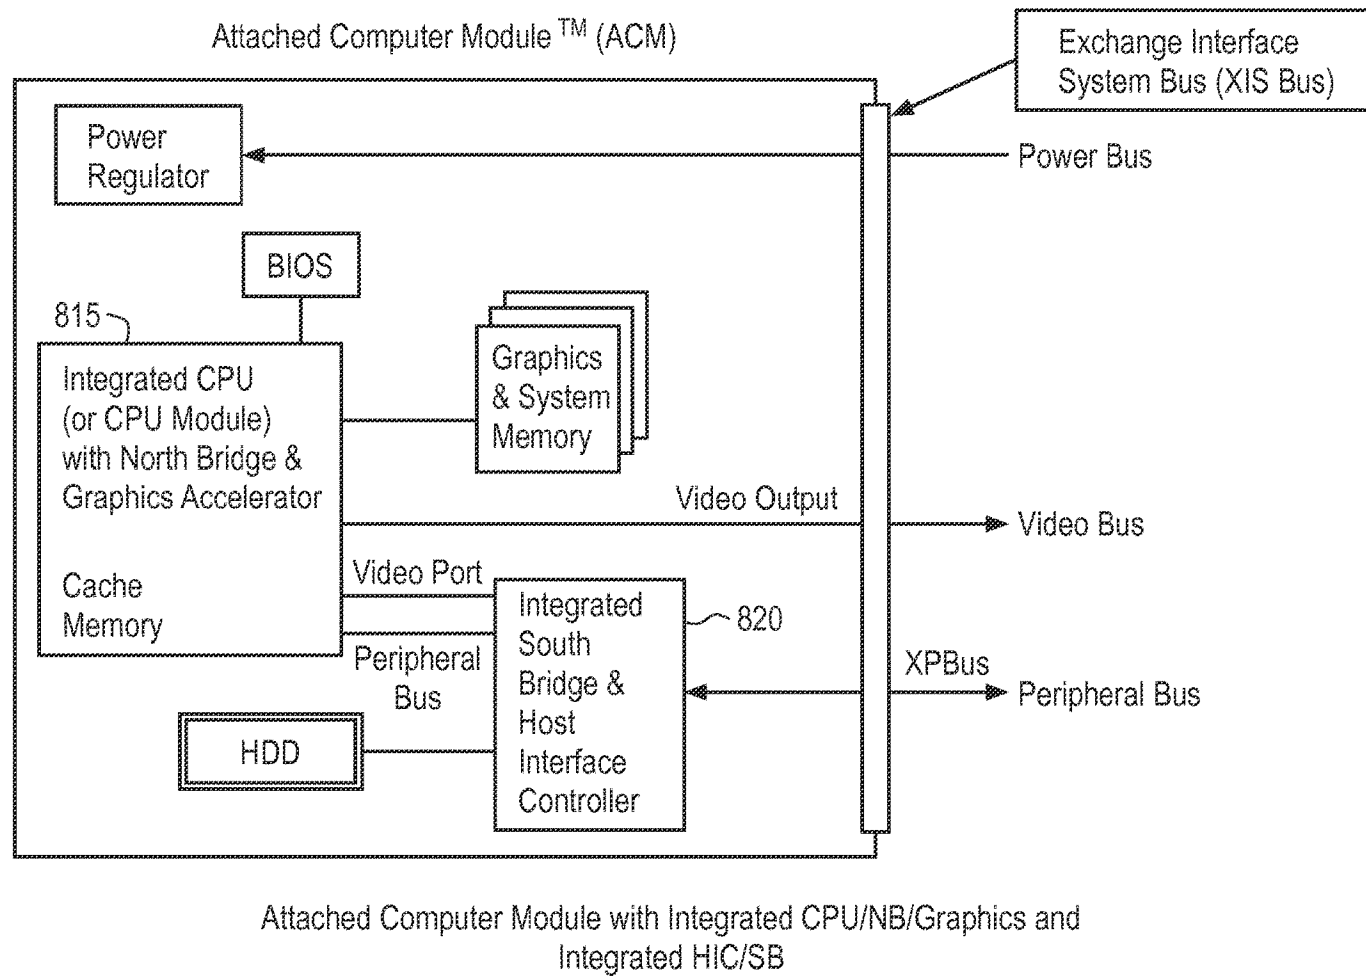 Attached Computer Module™ (ACM)
Exchange Interface
System Bus (XIS Bus)
Power
Regulator
Power Bus
BIOS
815
Integrated CPU
(or CPU Module)
with North Bridge &
Graphics Accelerator
Cache
Memory
Graphics
& System
Memory
Video Output
Video Bus
Video Port
Peripheral
Bus
Integrated
South
Bridge &
Host
Interface
Controller
820
XPBus
Peripheral Bus
HDD
Attached Computer Module with Integrated CPU/NB/Graphics and
Integrated HIC/SB